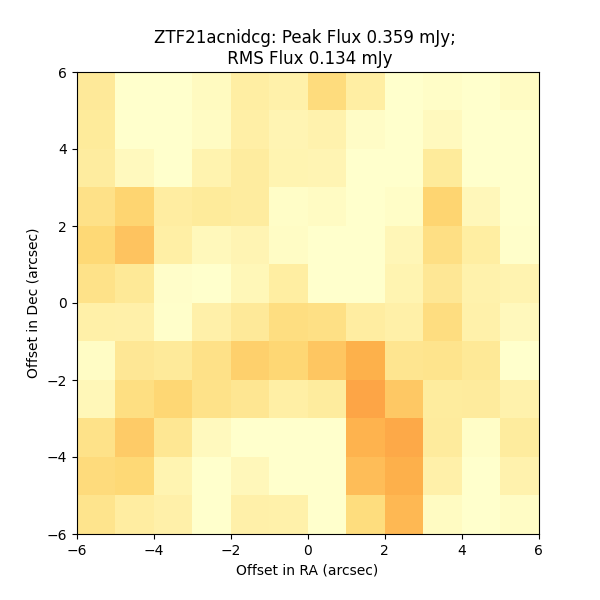 ZTF21acnidcg: Peak Flux 0.359 mJy;
RMS Flux 0.134 mJy
6
4
2
0
−2
−4
−6
Offset in Dec (arcsec)
−6 −4 −2 0 2 4 6
Offset in RA (arcsec)